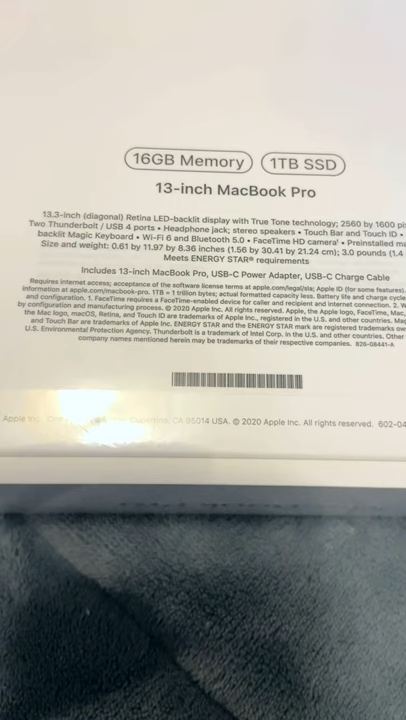 16GB Memory 1TB SSD
13-inch MacBook Pro
13.3-inch (diagonal) Retina LED-backlit display with True Tone technology; 2560 by 1600
Two Thunderbolt / USB 4 ports • Headphone jack; stereo speakers • Touch Bar and Touch ID •
backlit Magic Keyboard • Wi-Fi 6 and Bluetooth 5.0 • FaceTime HD camera¹ • Preinstalled
Size and weight: 0.61 by 11.97 by 8.36 inches (1.56 by 30.41 by 21.24 cm); 3.0 pounds (1.4
Meets ENERGY STAR® requirements
Includes 13-inch MacBook Pro, USB-C Power Adapter, USB-C Charge Cable
Requires internet access; acceptance of the software license terms at apple.com/legal/sla; Apple ID (for some features).
information at apple.com/macbook-pro. 1TB = 1 trillion bytes; actual formatted capacity less. Battery life and charge
and configuration. 1. FaceTime requires a FaceTime-enabled device for caller and recipient and internet connection. 2.
by configuration and manufacturing process. © 2020 Apple Inc. All rights reserved. Apple, the Apple logo, FaceTime, Mac,
the Mac logo, macOS, Retina, and Touch ID are trademarks of Apple Inc., registered in the U.S. and other countries.
and Touch Bar are trademarks of Apple Inc. ENERGY STAR and the ENERGY STAR mark are registered trademarks
U.S. Environmental Protection Agency. Thunderbolt is a trademark of Intel Corp. in the U.S. and other countries. Other
company names mentioned herein may be trademarks of their respective companies. 826-08441-A
Apple Inc. Cupertino, CA 95014 USA. © 2020 Apple Inc. All rights reserved. 602-04